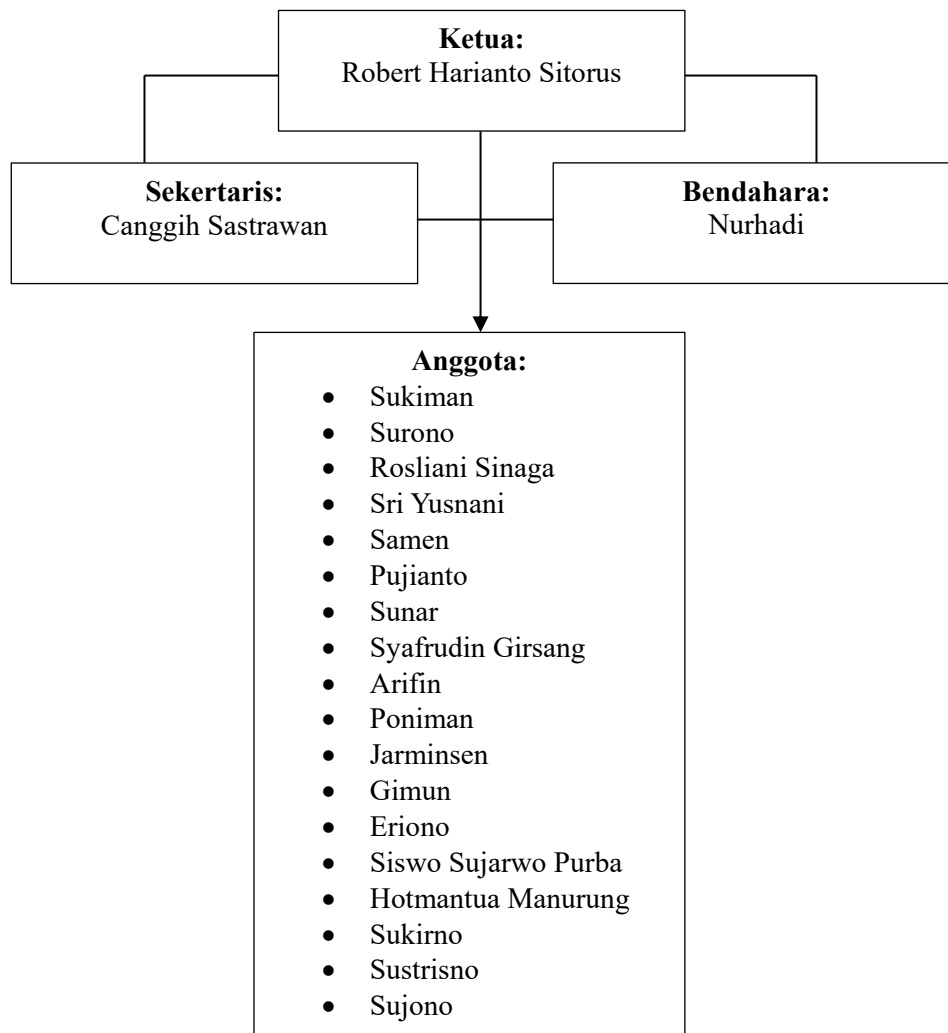 Ketua:
Robert Harianto Sitorus
Sekertaris:
Canggih Sastrawan
Bendahara:
Nurhadi
Anggota:
• Sukiman
• Surono
• Rosliani Sinaga
• Sri Yusnani
• Samen
• Pujianto
• Sunar
• Syafrudin Girsang
• Arifin
• Poniman
• Jarminsen
• Gimun
• Eriono
• Siswo Sujarwo Purba
• Hotmantua Manurung
• Sukirno
• Sustrisno
• Sujono